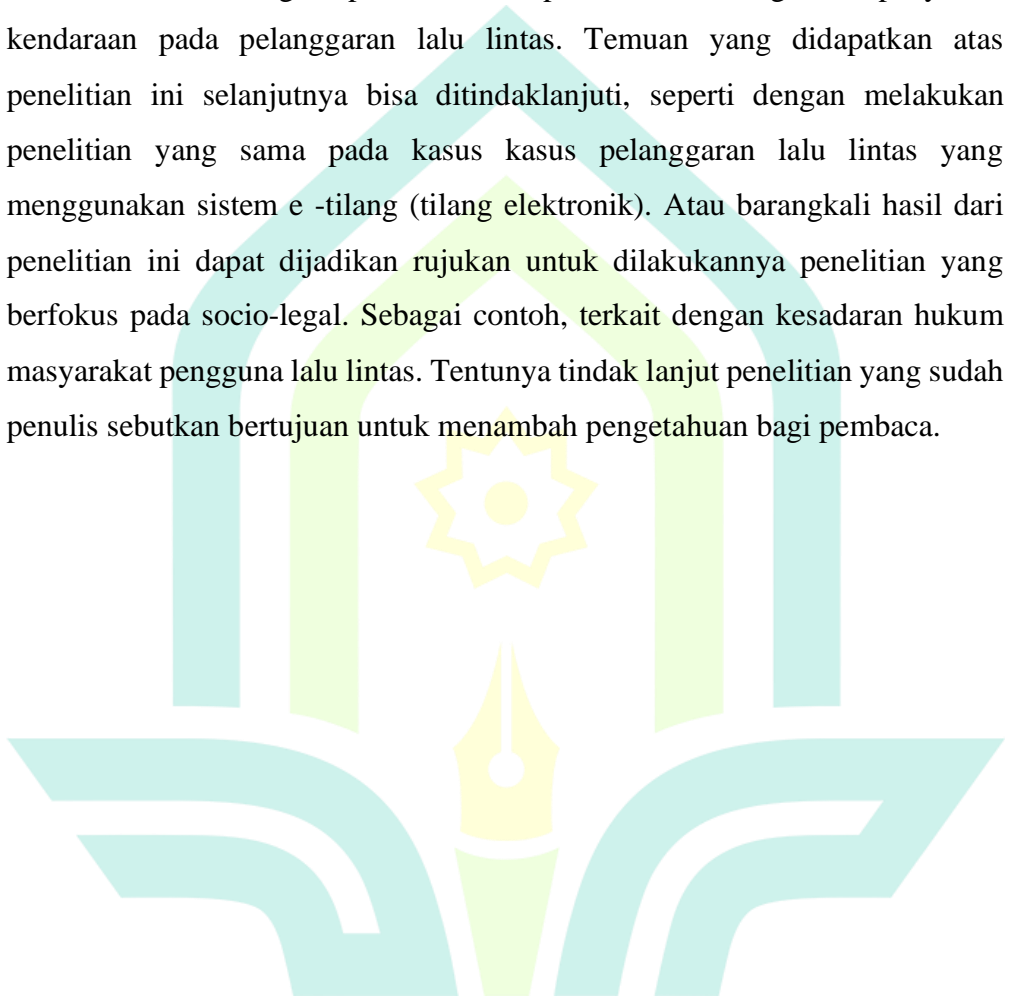 kendaraan pada pelanggaran lalu lintas. Temuan yang didapatkan atas
penelitian ini selanjutnya bisa ditindaklanjuti, seperti dengan melakukan
penelitian yang sama pada kasus kasus pelanggaran lalu lintas yang
menggunakan sistem e -tilang (tilang elektronik). Atau barangkali hasil dari
penelitian ini dapat dijadikan rujukan untuk dilakukannya penelitian yang
berfokus pada socio-legal. Sebagai contoh, terkait dengan kesadaran hukum
masyarakat pengguna lalu lintas. Tentunya tindak lanjut penelitian yang sudah
penulis sebutkan bertujuan untuk menambah pengetahuan bagi pembaca.